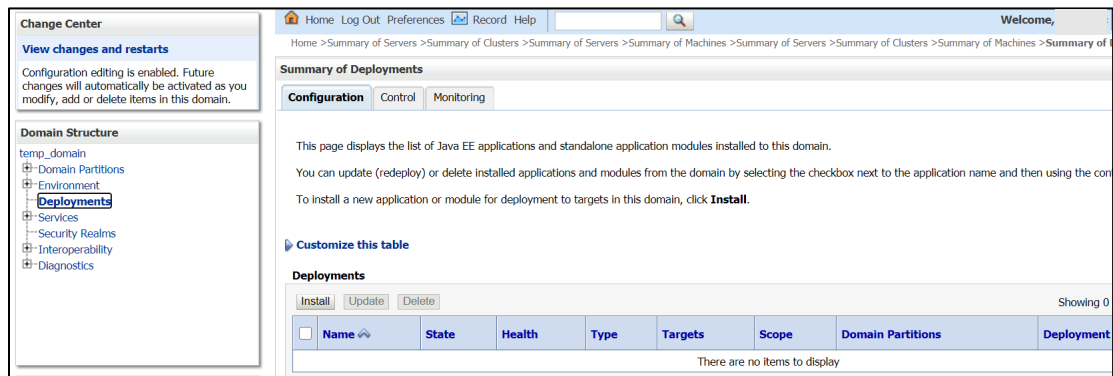 Change Center
View changes and restarts
Configuration editing is enabled. Future
changes will automatically be activated as you
modify, add or delete items in this domain.
Domain Structure
temp_domain
Domain Partitions
Environment
Deployments
Services
Security Realms
Interoperability
Diagnostics
Home Log Out Preferences Record Help
Welcome,
Home >Summary of Servers >Summary of Clusters >Summary of Servers >Summary of Machines >Summary of Servers >Summary of Clusters >Summary of Machines >Summary of
Summary of Deployments
Configuration Control Monitoring
This page displays the list of Java EE applications and standalone application modules installed to this domain.
You can update (redeploy) or delete installed applications and modules from the domain by selecting the checkbox next to the application name and then using the
To install a new application or module for deployment to targets in this domain, click Install.
Customize this table
Deployments
Install Update Delete Showing 0
Name State Health Type Targets Scope Domain Partitions Deployment
There are no items to display